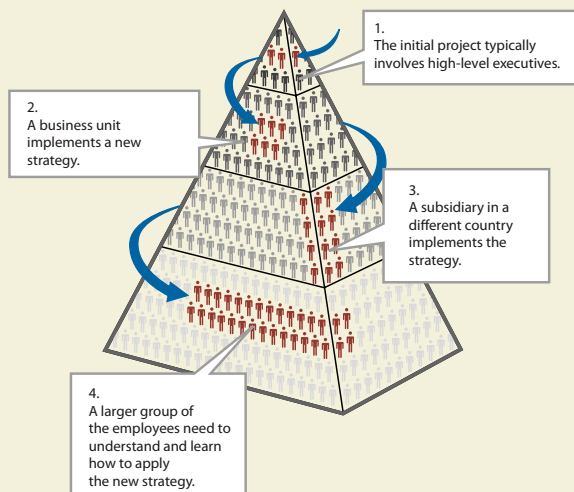 1.
The initial project typically
involves high-level executives.
2.
A business unit
implements a new
strategy.
3.
A subsidiary in a
different country
implements the
strategy.
4.
A larger group of
the employees need to
understand and learn
how to apply
the new strategy.